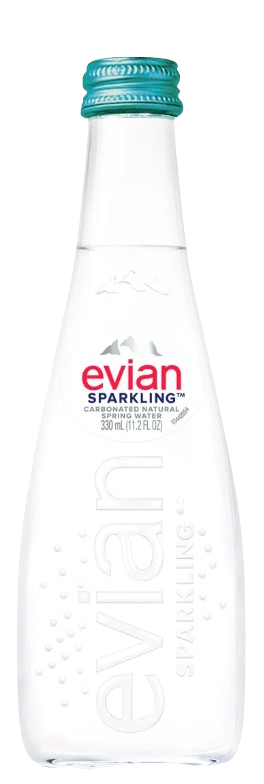 evian
SPARKLING™
CARBONATED NATURAL
SPRING WATER
330 mL (11.2 FL OZ)
evian
SPARKLING